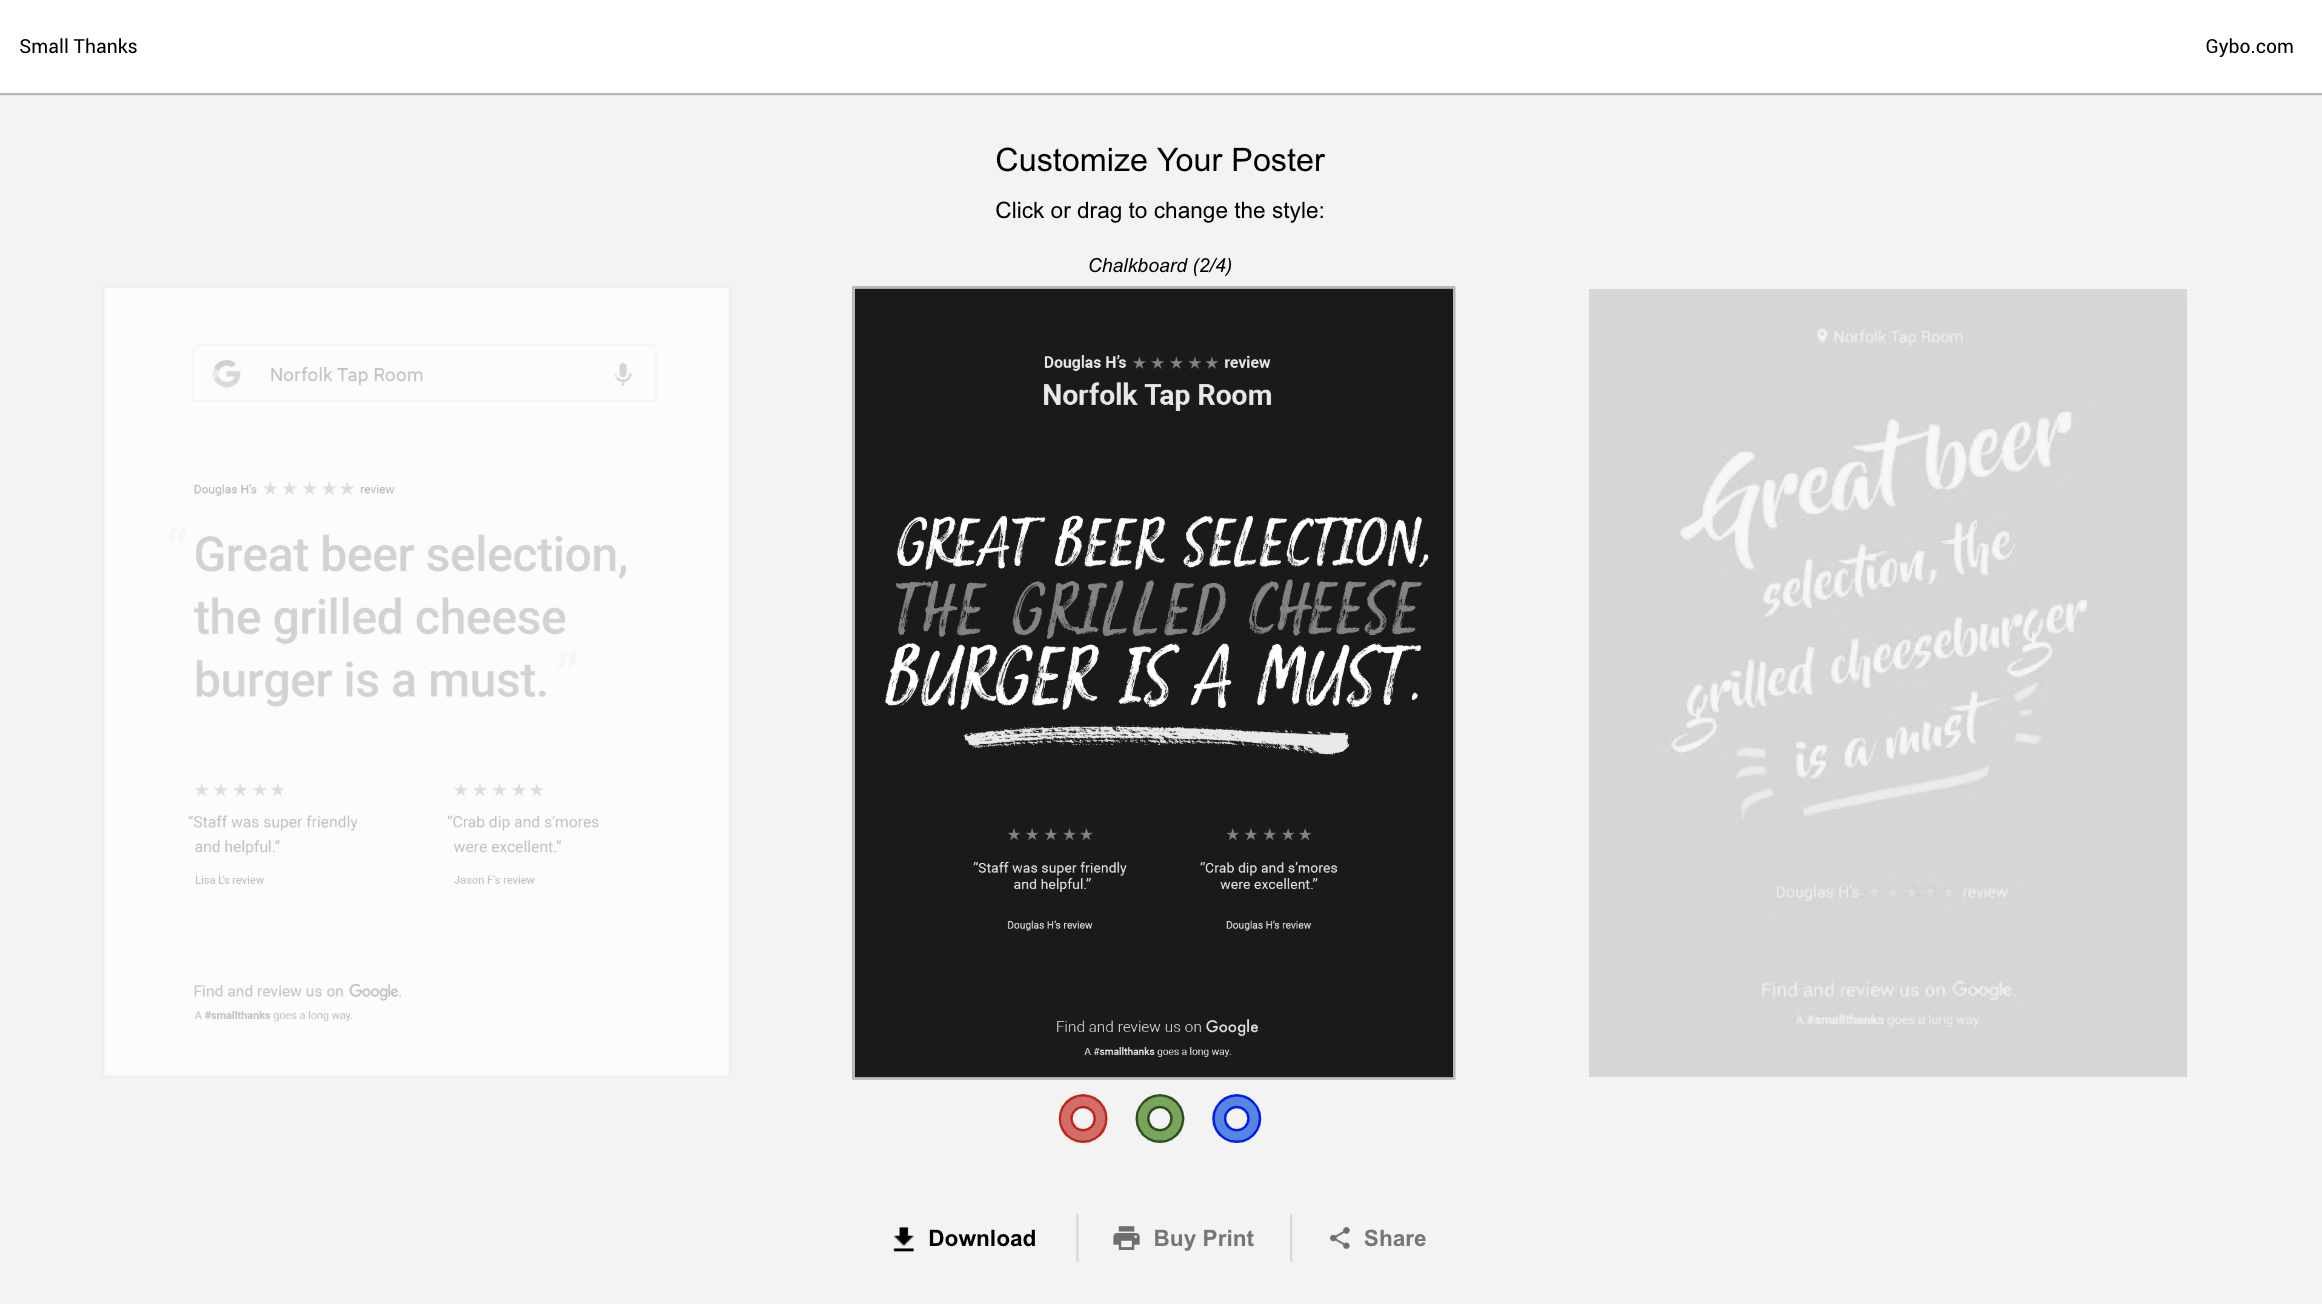 Small Thanks
Gybo.com
Customize Your Poster
Click or drag to change the style:
Chalkboard (2/4)
G Norfolk Tap Room
Douglas H's ★★★★★ review
“Great beer selection,
the grilled cheese
burger is a must.”
★★★★★
“Staff was super friendly
and helpful.”
Lisa L's review
★★★★★
“Crab dip and s'mores
were excellent.”
Jason F's review
Find and review us on Google.
A #smallthanks goes a long way.
Douglas H's ★★★★★ review
Norfolk Tap Room
GREAT BEER SELECTION,
THE GRILLED CHEESE
BURGER IS A MUST.
★★★★★
“Staff was super friendly
and helpful.”
Douglas H's review
★★★★★
“Crab dip and s'mores
were excellent.”
Douglas H's review
Find and review us on Google
A #smallthanks goes a long way.
Norfolk Tap Room
Great beer
selection, the
grilled cheeseburger
is a must
Douglas H's ★★★★★ review
Find and review us on Google.
A #smallthanks goes a long way
Download
Buy Print
Share